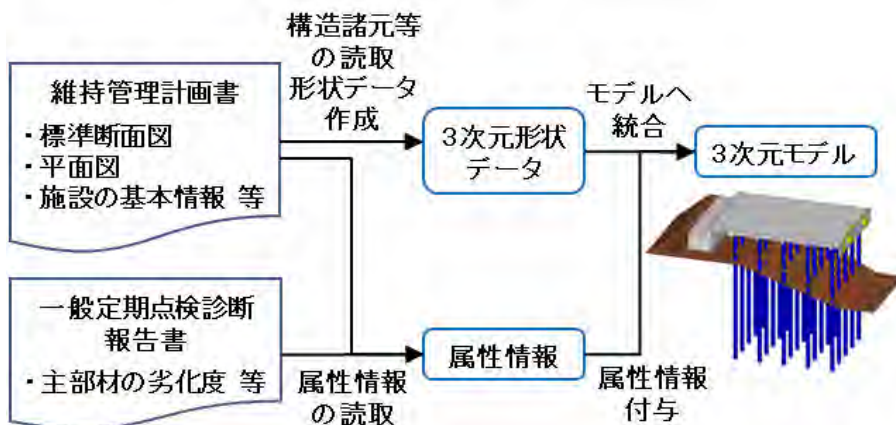 維持管理計画書
・標準断面図
・平面図
・施設の基本情報 等
構造諸元等
の読取
形状データ
作成
3次元形状
データ
モデルへ
統合
3次元モデル
一般定期点検診断
報告書
・主部材の劣化度 等
属性情報
の読取
属性情報
属性情報
付与